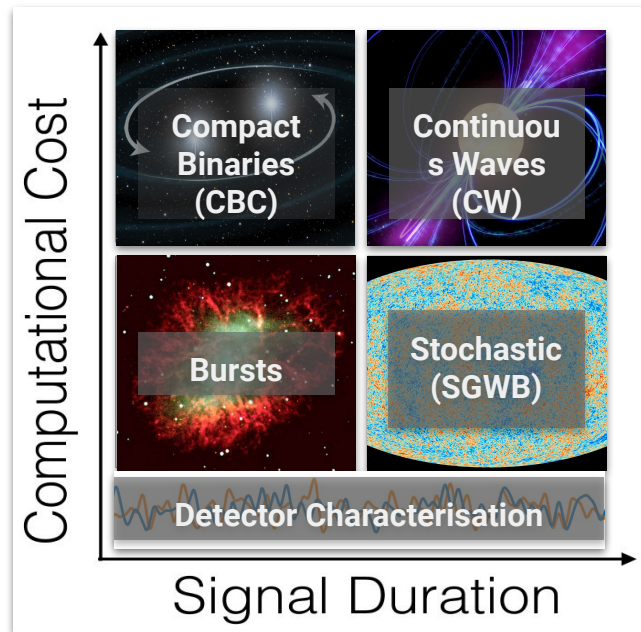 Computational Cost
Compact
Binaries
(CBC)
Continuou
s Waves
(CW)
Bursts
Stochastic
(SGWB)
Detector Characterisation
Signal Duration